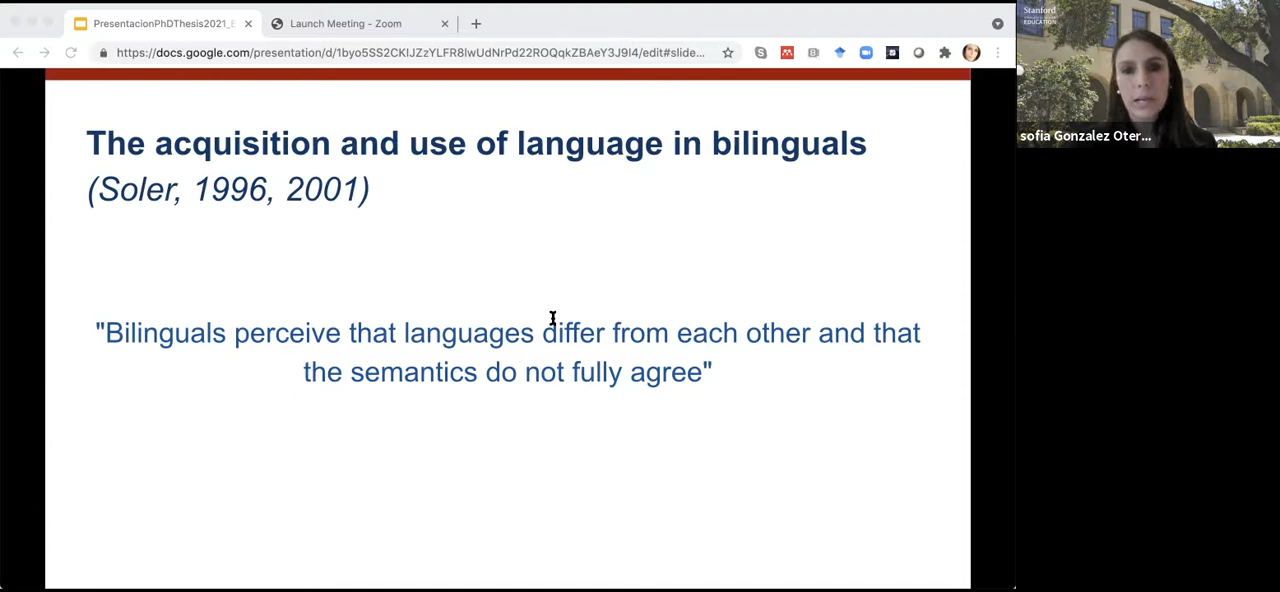 PresentacionPhDThesis2021_E
Launch Meeting - Zoom
https://docs.google.com/presentation/d/1byo5SS2CKIJZzYLFR8lwUdNrPd22ROQqkZBAeY3J9I4/edit#slide...
Stanford
EDUCATION
sofia Gonzalez Oter...
The acquisition and use of language in bilinguals
(Soler, 1996, 2001)
"Bilinguals perceive that languages differ from each other and that
the semantics do not fully agree"